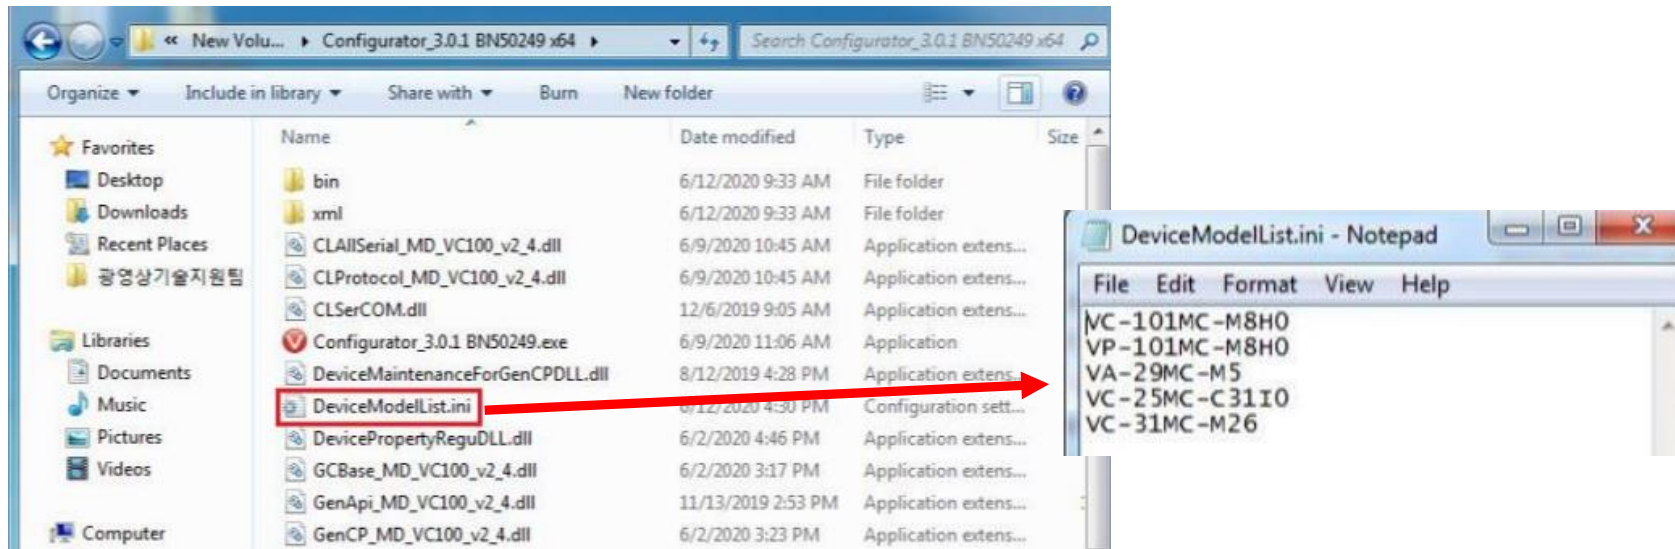 « New Volu... ▸ Configurator_3.0.1 BN50249 x64 ▸
Search Configurator_3.0.1 BN50249 x64
Organize Include in library Share with Burn New folder
Name Date modified Type Size
Favorites
Desktop
Downloads
Recent Places
광영상기술지원팀
Libraries
Documents
Music
Pictures
Videos
Computer
bin 6/12/2020 9:33 AM File folder
xml 6/12/2020 9:33 AM File folder
CLAllSerial_MD_VC100_v2_4.dll 6/9/2020 10:45 AM Application extens...
CLProtocol_MD_VC100_v2_4.dll 6/9/2020 10:45 AM Application extens...
CLSerCOM.dll 12/6/2019 9:05 AM Application extens...
Configurator_3.0.1 BN50249.exe 6/9/2020 11:06 AM Application
DeviceMaintenanceForGenCPDLL.dll 8/12/2019 4:28 PM Application extens...
DeviceModelList.ini 6/12/2020 4:30 PM Configuration sett...
DevicePropertyReguDLL.dll 6/2/2020 4:46 PM Application extens...
GCBase_MD_VC100_v2_4.dll 6/2/2020 3:17 PM Application extens...
GenApi_MD_VC100_v2_4.dll 11/13/2019 2:53 PM Application extens...
GenCP_MD_VC100_v2_4.dll 6/2/2020 3:23 PM Application extens...
DeviceModelList.ini - Notepad
File Edit Format View Help
VC-101MC-M8H0
VP-101MC-M8H0
VA-29MC-M5
VC-25MC-C31I0
VC-31MC-M26